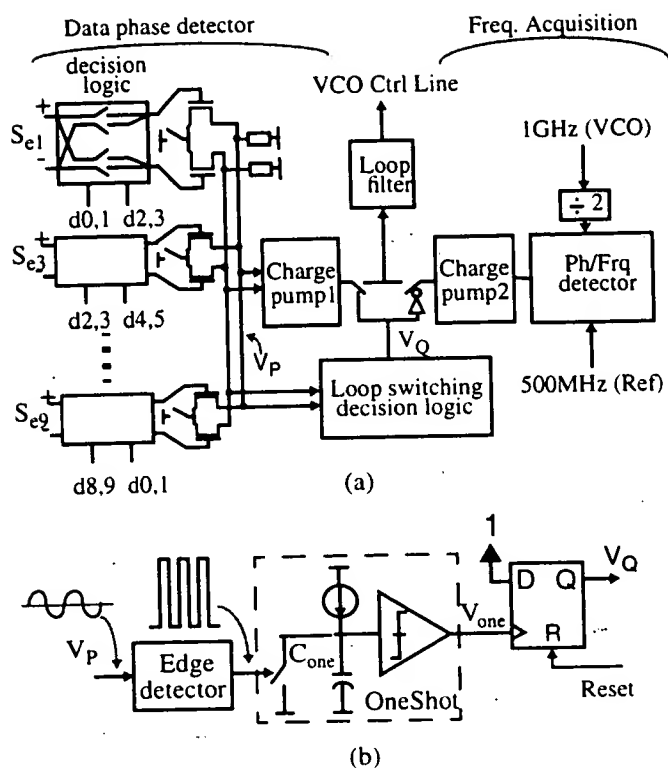 Data phase detector
Freq. Acquisition
decision
logic
VCO Ctrl Line
+
Se1
-
1GHz (VCO)
Loop
filter
÷ 2
d0,1 d2,3
+
Se3
-
Charge
pump1
Charge
pump2
Ph/Frq
detector
d2,3 d4,5
VP
VQ
500MHz (Ref)
+
Se9
-
Loop switching
decision logic
d8,9 d0,1
(a)
1
D Q
VQ
R
VP
Edge
detector
Cone
OneShot
Vone
Reset
(b)